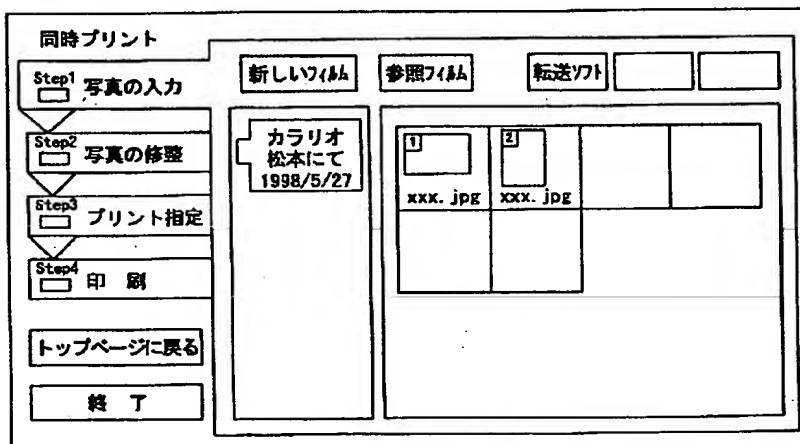 同時プリント
新しいフィルム
参照フィルム
転送ソフト
Step1
写真の入力
Step2
写真の修整
Step3
プリント指定
Step4
印 刷
トップページに戻る
終 了
カラリオ
松本にて
1998/5/27
1
xxx. jpg
2
xxx. jpg